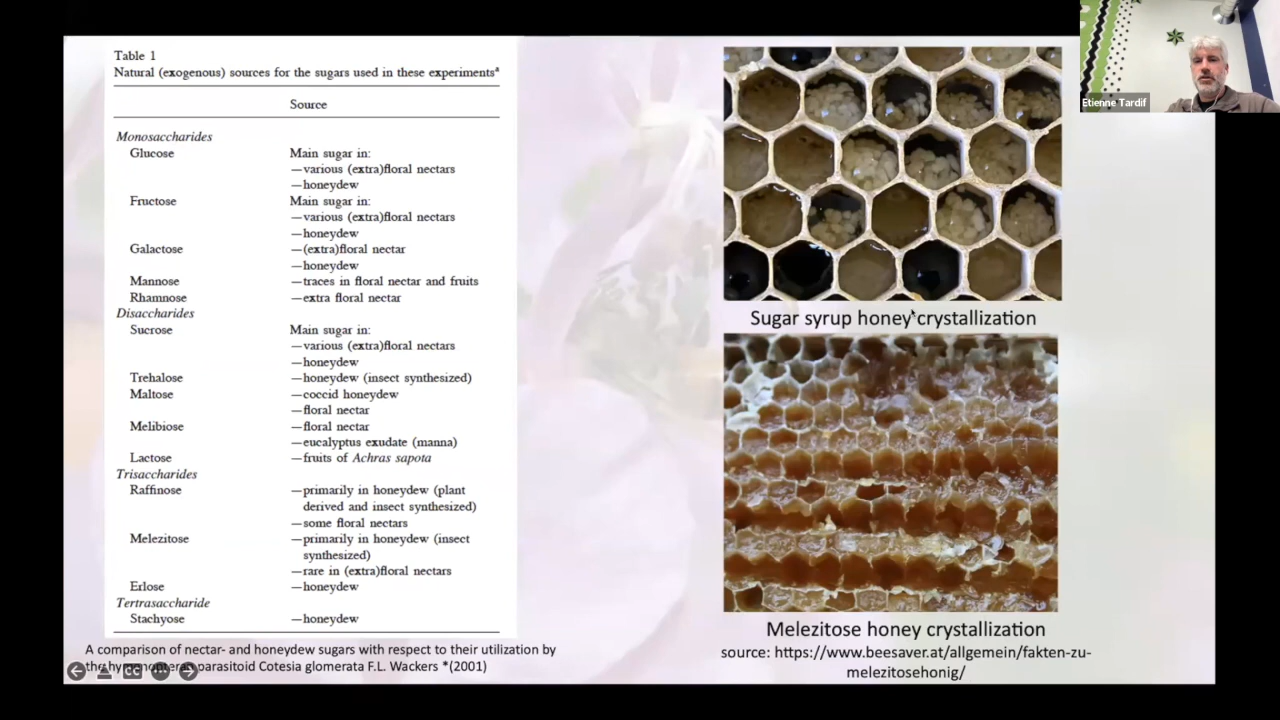 Table 1
Natural (exogenous) sources for the sugars used in these experimentsª
Source
Monosaccharides
Glucose Main sugar in:
—various (extra)floral nectars
—honeydew
Fructose Main sugar in:
—various (extra)floral nectars
—honeydew
Galactose —(extra)floral nectar
—honeydew
Mannose —traces in floral nectar and fruits
Rhamnose —extra floral nectar
Disaccharides
Sucrose Main sugar in:
—various (extra)floral nectars
—honeydew
Trehalose —honeydew (insect synthesized)
Maltose —coccid honeydew
—floral nectar
Melibiose —floral nectar
—eucalyptus exudate (manna)
Lactose —fruits of Achras sapota
Trisaccharides
Raffinose —primarily in honeydew (plant
derived and insect synthesized)
—some floral nectars
Melezitose —primarily in honeydew (insect
synthesized)
—rare in (extra)floral nectars
Erlose —honeydew
Tertrasaccharide
Stachyose —honeydew
A comparison of nectar- and honeydew sugars with respect to their utilization by
the hymenopteran parasitoid Cotesia glomerata F.L. Wackers *(2001)
CC
Sugar syrup honey crystallization
Melezitose honey crystallization
source: https://www.beesaver.at/allgemein/fakten-zu-
melezitosehonig/
Etienne Tardif